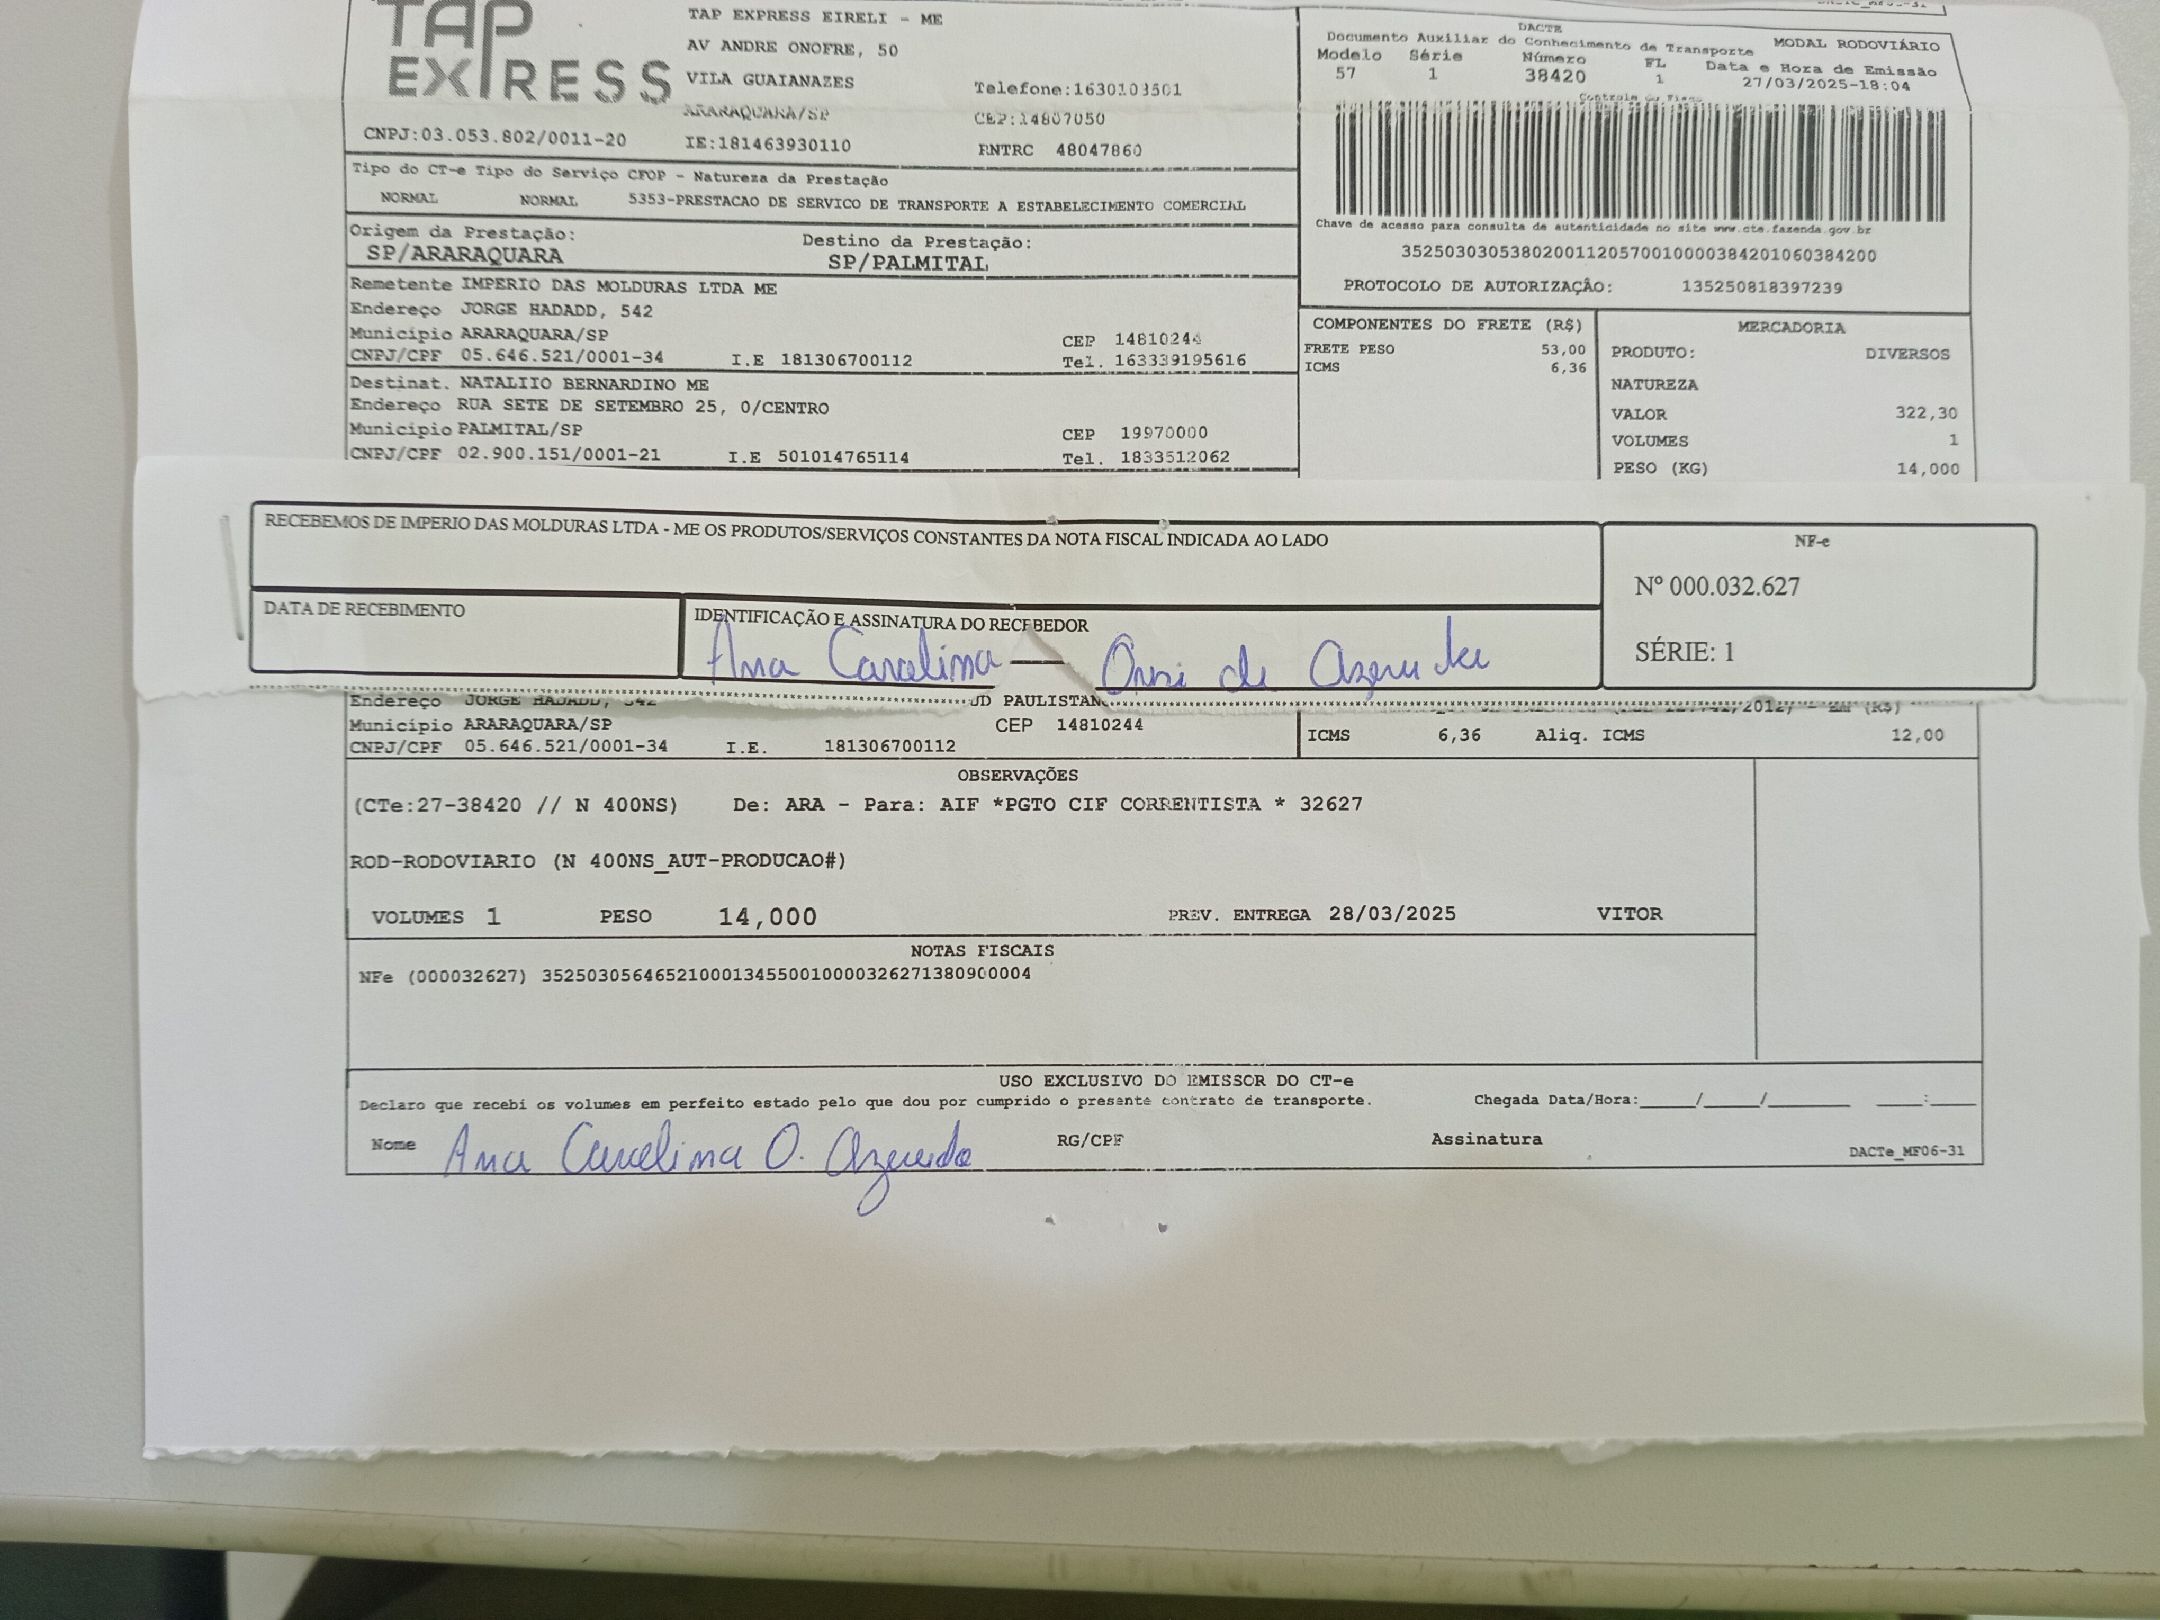 TAP EXPRESS
TAP EXPRESS EIRELI - ME
AV ANDRE ONOFRE, 50
VILA GUAIANAZES
Telefone:1630103501
ARARAQUARA/SP
CEP:14807050
CNPJ:03.053.802/0011-20
IE:181463930110
RNTRC 48047860
DACTE
Documento Auxiliar do Conhecimento de Transporte
MODAL RODOVIÁRIO
Modelo Série Número FL Data e Hora de Emissão
57 1 38420 1 27/03/2025-18:04
Controle do Fisco
Tipo do CT-e Tipo do Serviço CFOP - Natureza da Prestação
NORMAL NORMAL 5353-PRESTACAO DE SERVICO DE TRANSPORTE A ESTABELECIMENTO COMERCIAL
Chave de acesso para consulta de autenticidade no site www.cte.fazenda.gov.br
35250303053802001120570010000384201060384200
PROTOCOLO DE AUTORIZAÇÂO: 135250818397239
Origem da Prestação: Destino da Prestação:
SP/ARARAQUARA SP/PALMITAL
Remetente IMPERIO DAS MOLDURAS LTDA ME
Endereço JORGE HADADD, 542
Município ARARAQUARA/SP CEP 14810244
CNPJ/CPF 05.646.521/0001-34 I.E 181306700112 Tel. 163339195616
Destinat. NATALIIO BERNARDINO ME
Endereço RUA SETE DE SETEMBRO 25, 0/CENTRO
Município PALMITAL/SP CEP 19970000
CNPJ/CPF 02.900.151/0001-21 I.E 501014765114 Tel. 1833512062
COMPONENTES DO FRETE (R$)
FRETE PESO 53,00
ICMS 6,36
MERCADORIA
PRODUTO: DIVERSOS
NATUREZA
VALOR 322,30
VOLUMES 1
PESO (KG) 14,000
RECEBEMOS DE IMPERIO DAS MOLDURAS LTDA - ME OS PRODUTOS/SERVIÇOS CONSTANTES DA NOTA FISCAL INDICADA AO LADO
NF-e
Nº 000.032.627
SÉRIE: 1
DATA DE RECEBIMENTO
IDENTIFICAÇÃO E ASSINATURA DO RECEBEDOR
Ana Carolina de Azevedo
Endereço JORGE HADADD, 542 JD PAULISTAN
Município ARARAQUARA/SP CEP 14810244
CNPJ/CPF 05.646.521/0001-34 I.E. 181306700112
ICMS 6,36 Aliq. ICMS 12,00
OBSERVAÇÕES
(CTe:27-38420 // N 400NS) De: ARA - Para: AIF *PGTO CIF CORRENTISTA * 32627
ROD-RODOVIARIO (N 400NS_AUT-PRODUCAO#)
VOLUMES 1 PESO 14,000 PREV. ENTREGA 28/03/2025 VITOR
NOTAS FISCAIS
NFe (000032627) 35250305646521000134550010000326271380900004
USO EXCLUSIVO DO EMISSOR DO CT-e
Declaro que recebi os volumes em perfeito estado pelo que dou por cumprido o presente contrato de transporte. Chegada Data/Hora:____/____/________ ____:____
Nome Ana Carolina O. Azevedo RG/CPF Assinatura
DACTe_MF06-31